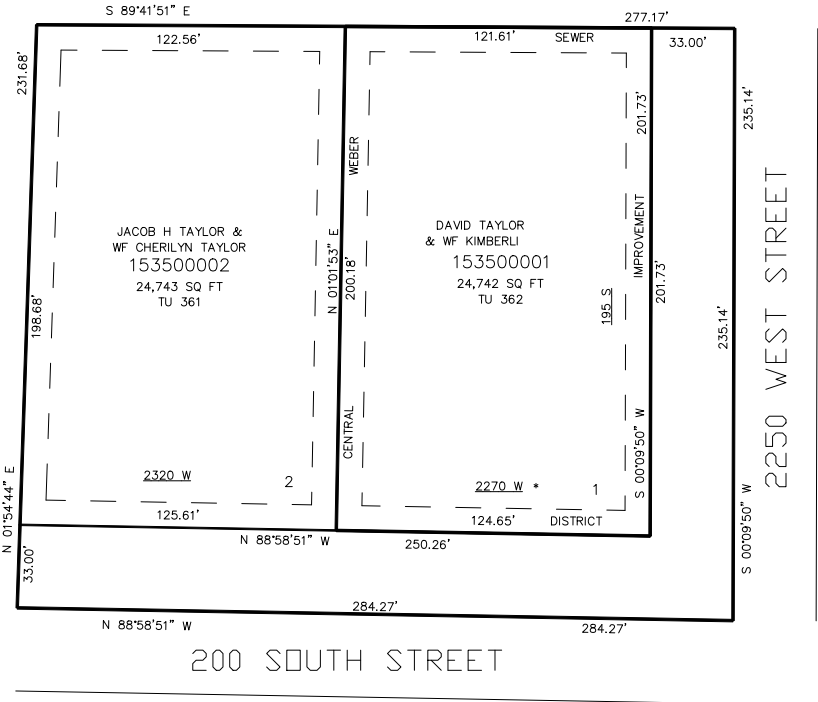 S 89°41'51" E
277.17'
122.56'
121.61'
SEWER
33.00'
231.68'
201.73'
235.14'
WEBER
IMPROVEMENT
2250 WEST STREET
JACOB H TAYLOR &
WF CHERILYN TAYLOR
153500002
24,743 SQ FT
TU 361
N 01°01'53" E
200.18'
DAVID TAYLOR
& WF KIMBERLI
153500001
24,742 SQ FT
TU 362
195 S
201.73'
198.68'
235.14'
CENTRAL
S 00°09'50" W
2320 W
2
2270 W *
1
N 01°54'44" E
S 00°09'50" W
125.61'
124.65'
DISTRICT
N 88°58'51" W
250.26'
33.00'
284.27'
N 88°58'51" W
284.27'
200 SOUTH STREET